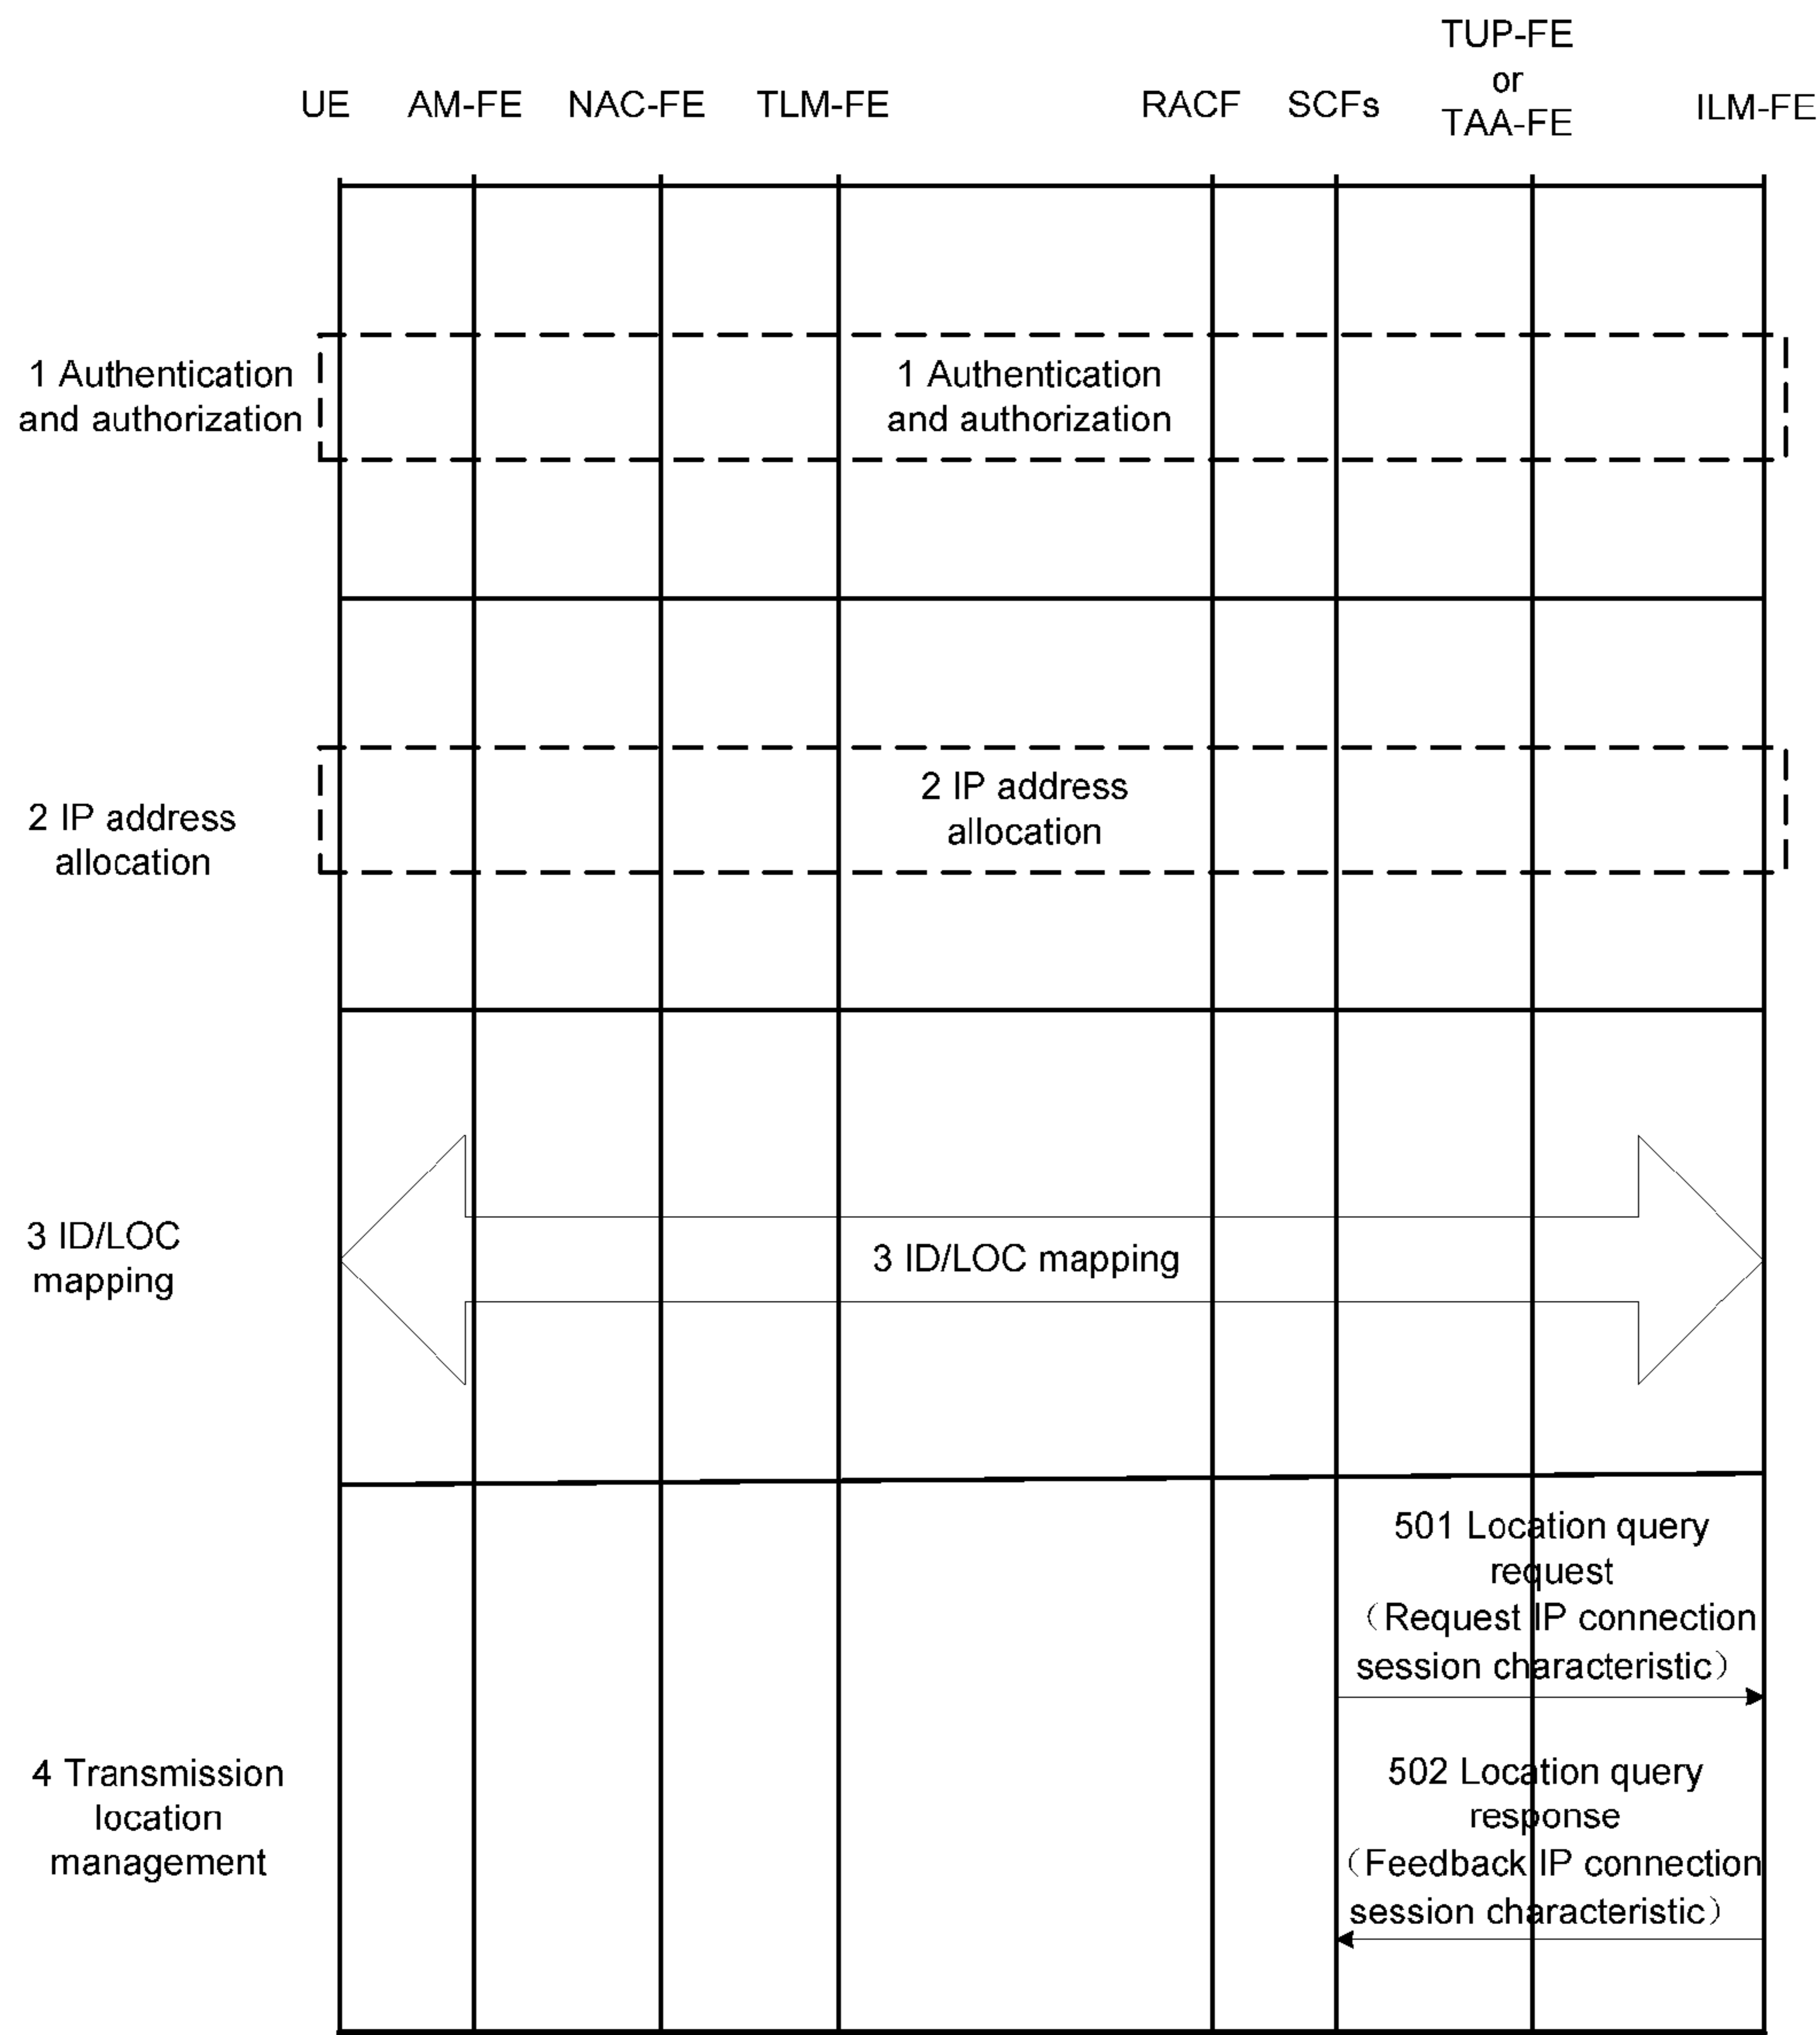 TUP-FE
or
TAA-FE
UE AM-FE NAC-FE TLM-FE RACF SCFs ILM-FE
1 Authentication
and authorization
1 Authentication
and authorization
2 IP address
allocation
2 IP address
allocation
3 ID/LOC
mapping
3 ID/LOC mapping
501 Location query
request
（Request IP connection
session characteristic）
4 Transmission
location
management
502 Location query
response
（Feedback IP connection
session characteristic）